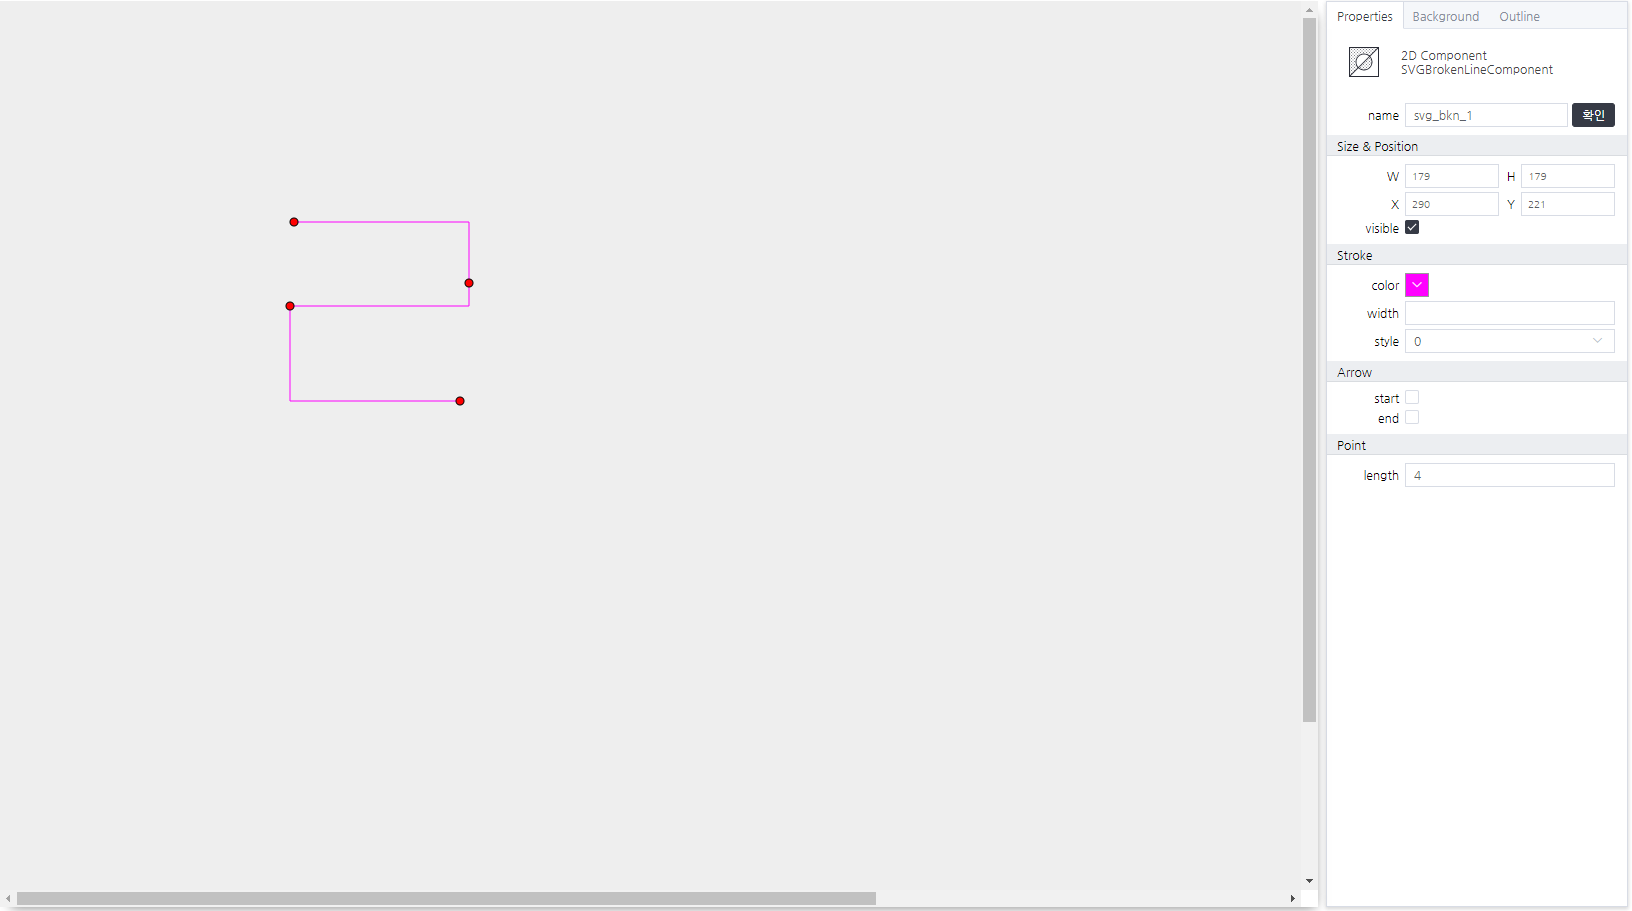 Properties Background Outline
2D Component
SVGBrokenLineComponent
name svg_bkn_1 확인
Size & Position
W 179 H 179
X 290 Y 221
visible
Stroke
color
width
style 0
Arrow
start
end
Point
length 4